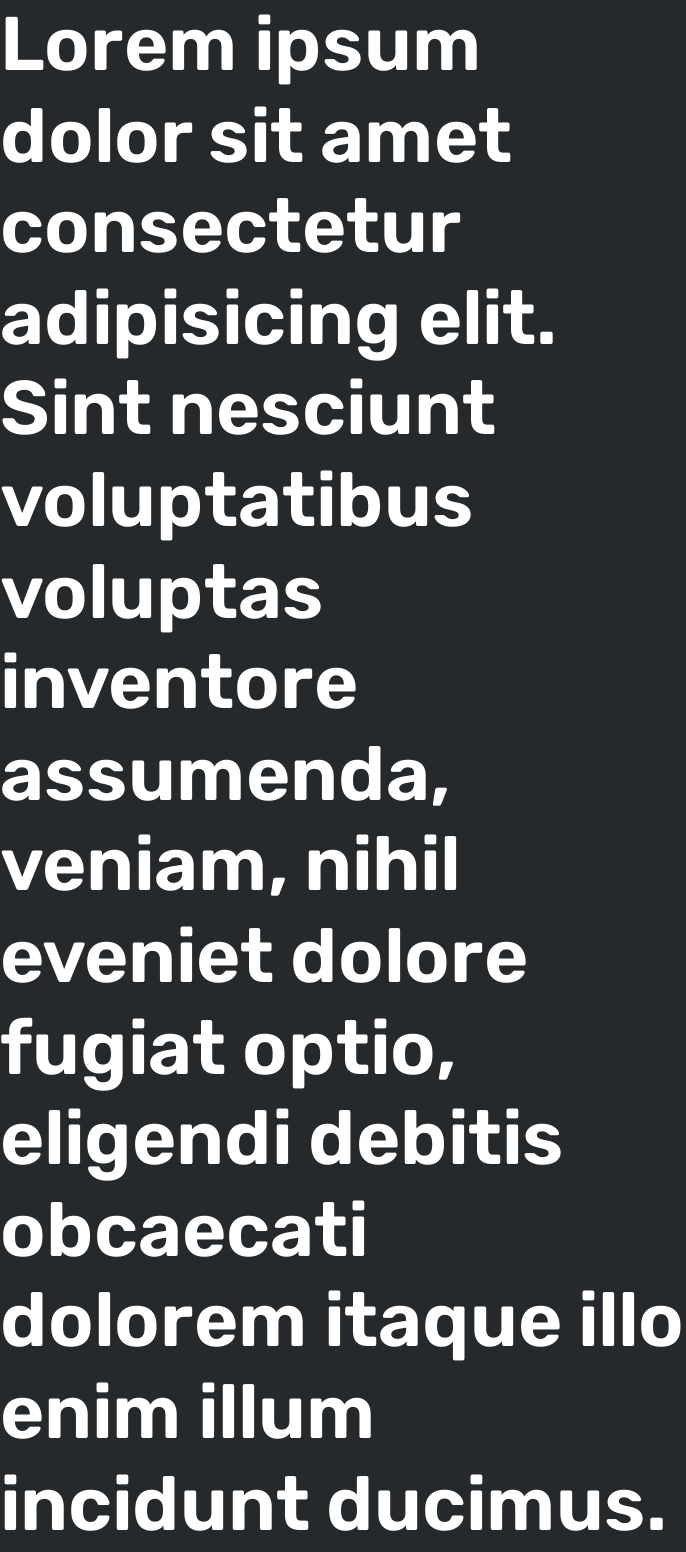 Lorem ipsum
dolor sit amet
consectetur
adipisicing elit.
Sint nesciunt
voluptatibus
voluptas
inventore
assumenda,
veniam, nihil
eveniet dolore
fugiat optio,
eligendi debitis
obcaecati
dolorem itaque illo
enim illum
incidunt ducimus.